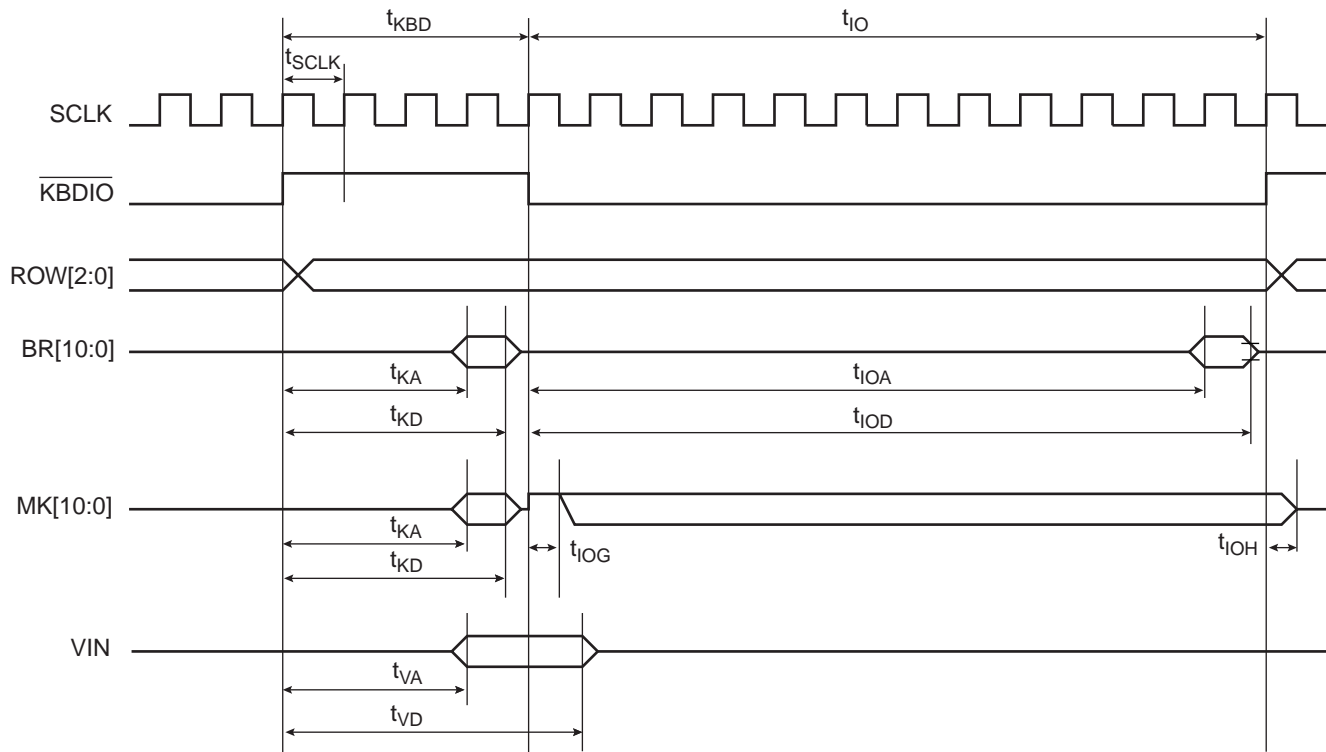 tKBD
tIO
tSCLK
SCLK
KBDIO
ROW[2:0]
BR[10:0]
tKA
tIOA
tKD
tIOD
MK[10:0]
tKA
tIOG
tIOH
tKD
VIN
tVA
tVD